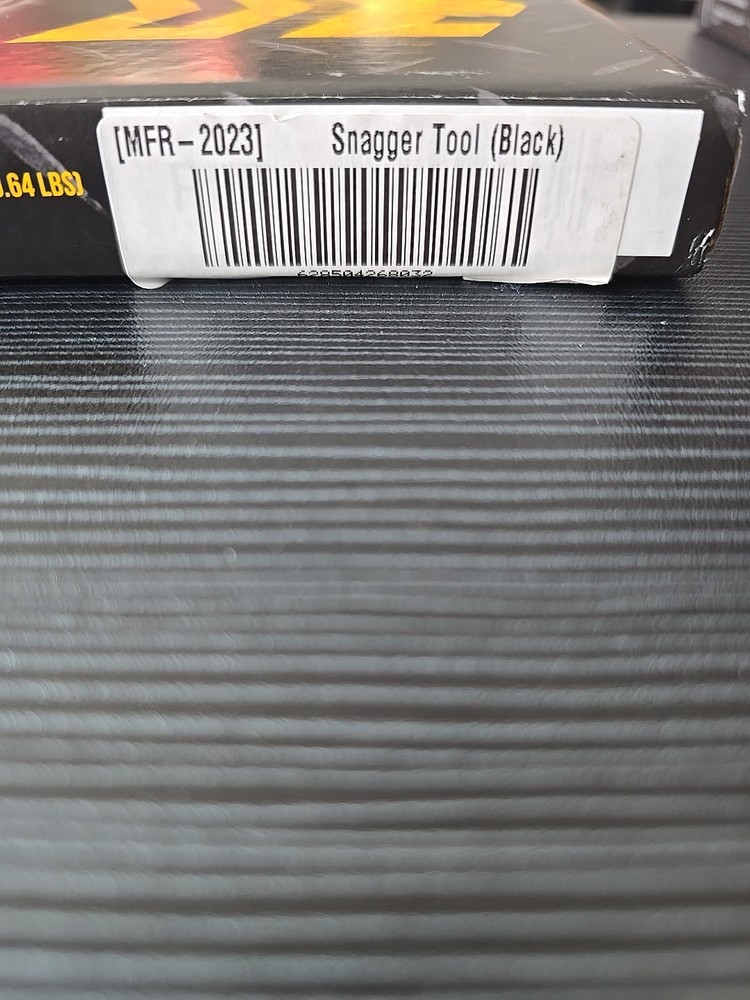 [MFR-2023] Snagger Tool (Black)
.64 LBS)
628504268032